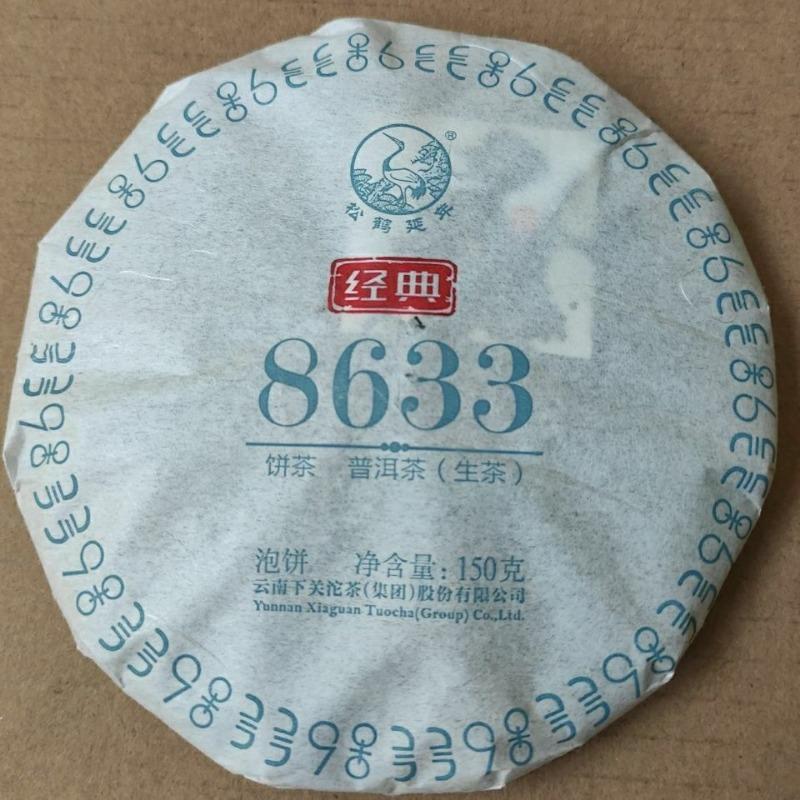 ®
松鹤延年
经典
8633
饼茶 普洱茶（生茶）
泡饼 净含量：150克
云南下关沱茶(集团)股份有限公司
Yunnan Xiaguan Tuocha(Group) Co.,Ltd.